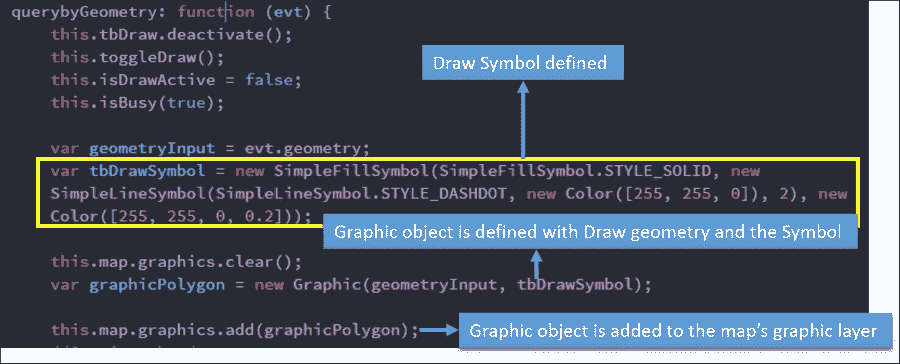 querybyGeometry: function (evt) {
this.tbDraw.deactivate();
this.toggleDraw();
this.isDrawActive = false;
this.isBusy(true);
Draw Symbol defined
var geometryInput = evt.geometry;
var tbDrawSymbol = new SimpleFillSymbol(SimpleFillSymbol.STYLE_SOLID, new
SimpleLineSymbol(SimpleLineSymbol.STYLE_DASHDOT, new Color([255, 255, 0]), 2), new
Color([255, 255, 0, 0.2]));
Graphic object is defined with Draw geometry and the Symbol
this.map.graphics.clear();
var graphicPolygon = new Graphic(geometryInput, tbDrawSymbol);
this.map.graphics.add(graphicPolygon);
Graphic object is added to the map's graphic layer